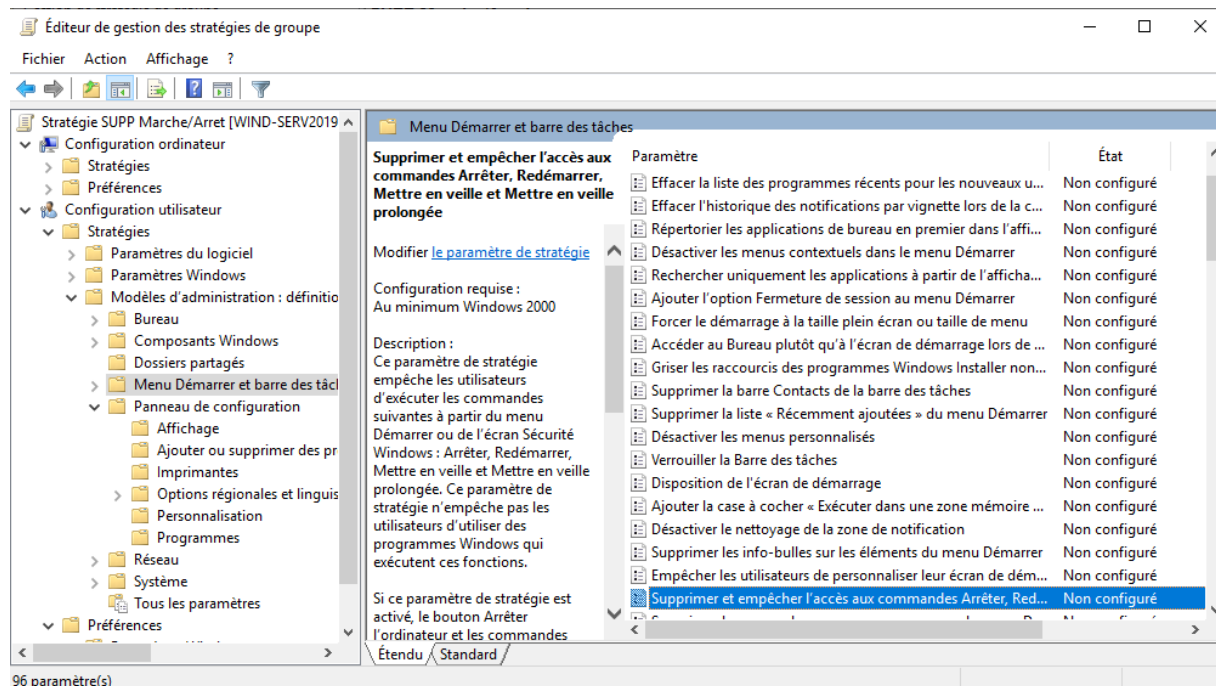 Éditeur de gestion des stratégies de groupe
Fichier Action Affichage ?
Stratégie SUPP Marche/Arret [WIND-SERV2019
Configuration ordinateur
Stratégies
Préférences
Configuration utilisateur
Stratégies
Paramètres du logiciel
Paramètres Windows
Modèles d'administration : définitio
Bureau
Composants Windows
Dossiers partagés
Menu Démarrer et barre des tâcl
Panneau de configuration
Affichage
Ajouter ou supprimer des pr
Imprimantes
Options régionales et linguis
Personnalisation
Programmes
Réseau
Système
Tous les paramètres
Préférences
Menu Démarrer et barre des tâches
Supprimer et empêcher l'accès aux
commandes Arrêter, Redémarrer,
Mettre en veille et Mettre en veille
prolongée
Modifier le paramètre de stratégie
Configuration requise :
Au minimum Windows 2000
Description :
Ce paramètre de stratégie
empêche les utilisateurs
d'exécuter les commandes
suivantes à partir du menu
Démarrer ou de l'écran Sécurité
Windows : Arrêter, Redémarrer,
Mettre en veille et Mettre en veille
prolongée. Ce paramètre de
stratégie n'empêche pas les
utilisateurs d'utiliser des
programmes Windows qui
exécutent ces fonctions.
Si ce paramètre de stratégie est
activé, le bouton Arrêter
l'ordinateur et les commandes
Paramètre État
Effacer la liste des programmes récents pour les nouveaux u... Non configuré
Effacer l'historique des notifications par vignette lors de la c... Non configuré
Répertorier les applications de bureau en premier dans l'affi... Non configuré
Désactiver les menus contextuels dans le menu Démarrer Non configuré
Rechercher uniquement les applications à partir de l'afficha... Non configuré
Ajouter l'option Fermeture de session au menu Démarrer Non configuré
Forcer le démarrage à la taille plein écran ou taille de menu Non configuré
Accéder au Bureau plutôt qu'à l'écran de démarrage lors de ... Non configuré
Griser les raccourcis des programmes Windows Installer non... Non configuré
Supprimer la barre Contacts de la barre des tâches Non configuré
Supprimer la liste « Récemment ajoutées » du menu Démarrer Non configuré
Désactiver les menus personnalisés Non configuré
Verrouiller la Barre des tâches Non configuré
Disposition de l'écran de démarrage Non configuré
Ajouter la case à cocher « Exécuter dans une zone mémoire ... Non configuré
Désactiver le nettoyage de la zone de notification Non configuré
Supprimer les info-bulles sur les éléments du menu Démarrer Non configuré
Empêcher les utilisateurs de personnaliser leur écran de dém... Non configuré
Supprimer et empêcher l'accès aux commandes Arrêter, Red... Non configuré
Étendu Standard
96 paramètre(s)